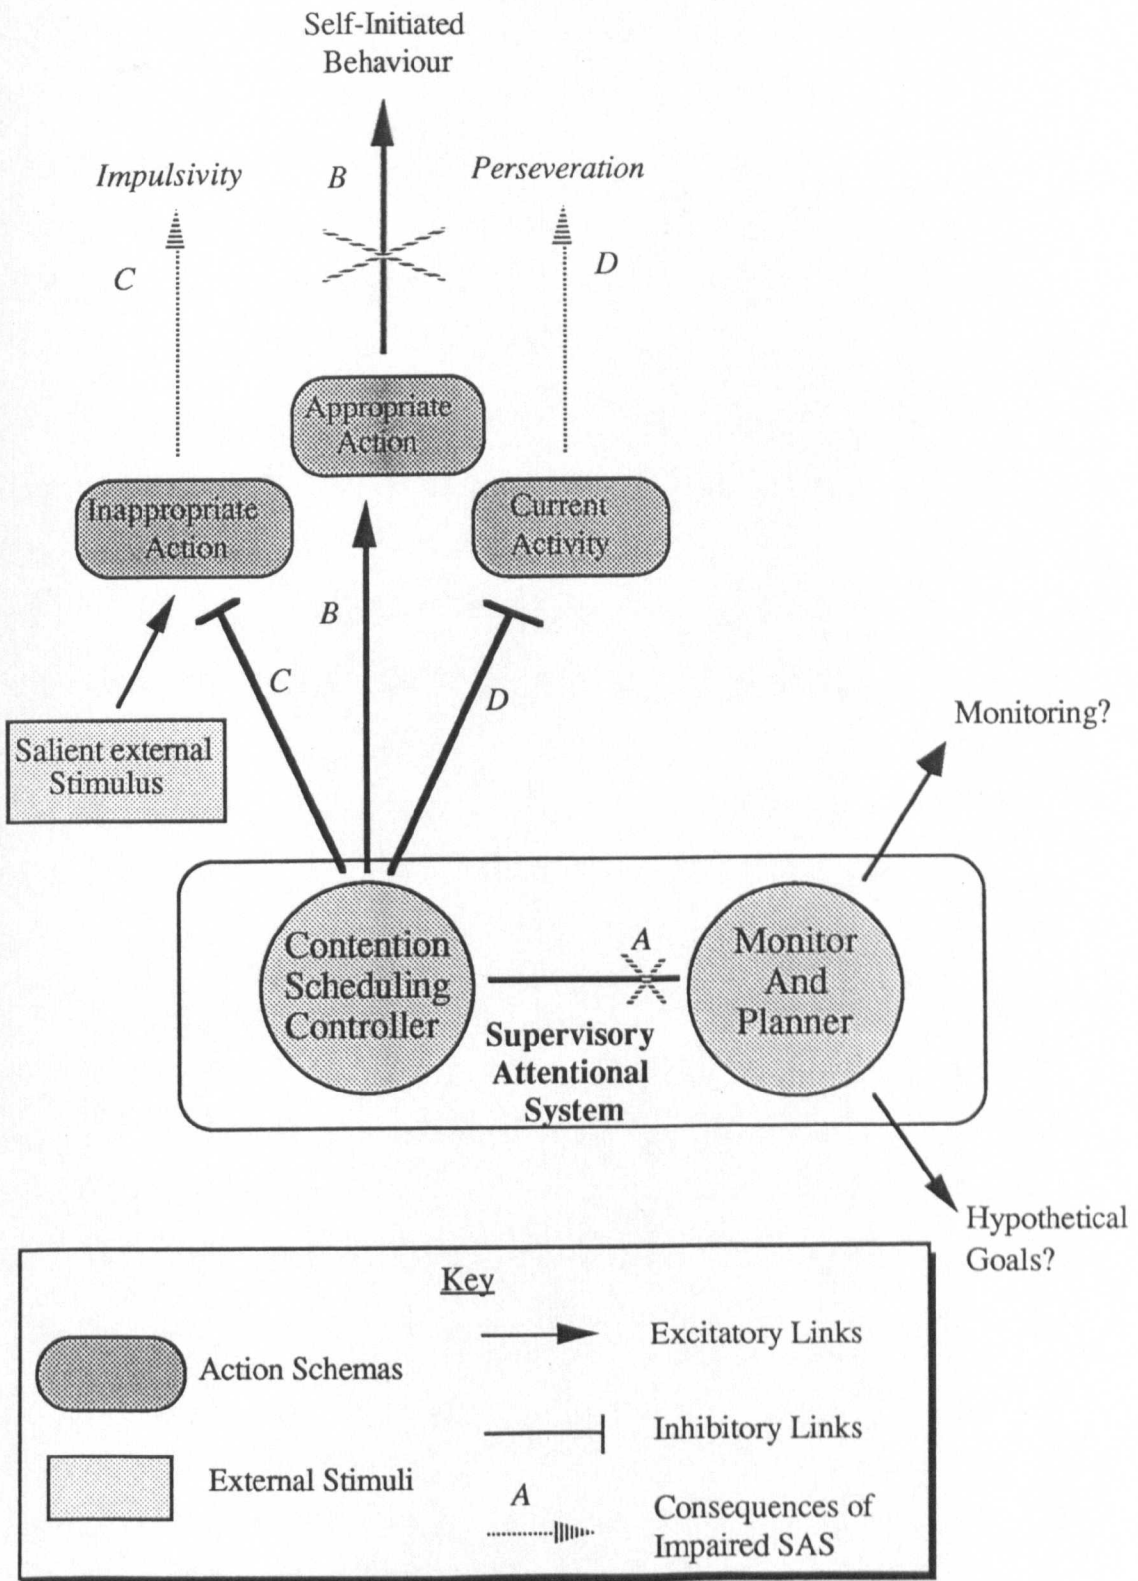 Self-Initiated
Behaviour
Impulsivity
B
Perseveration
C
D
Appropriate
Action
Inappropriate
Action
Current
Activity
B
C
D
Salient external
Stimulus
Monitoring?
A
Contention
Scheduling
Controller
Monitor
And
Planner
Supervisory
Attentional
System
Hypothetical
Goals?
Key
Excitatory Links
Action Schemas
Inhibitory Links
External Stimuli
A
Consequences of
Impaired SAS